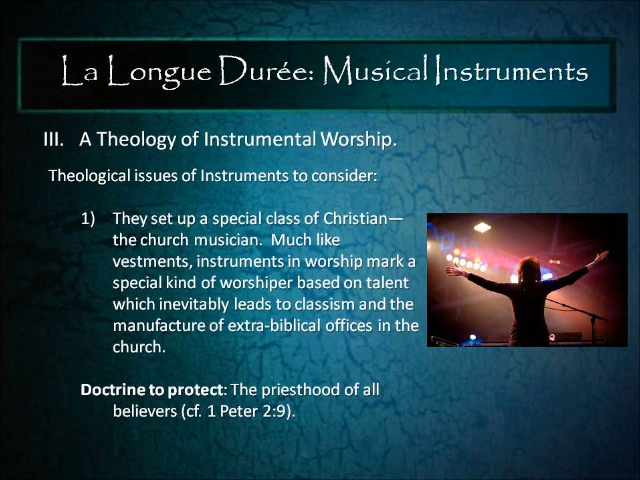 La Longue Durée: Musical Instruments
III. A Theology of Instrumental Worship.
Theological issues of Instruments to consider:
1) They set up a special class of Christian—
the church musician. Much like
vestments, instruments in worship mark a
special kind of worshiper based on talent
which inevitably leads to classism and the
manufacture of extra-biblical offices in the
church.
Doctrine to protect: The priesthood of all
believers (cf. 1 Peter 2:9).